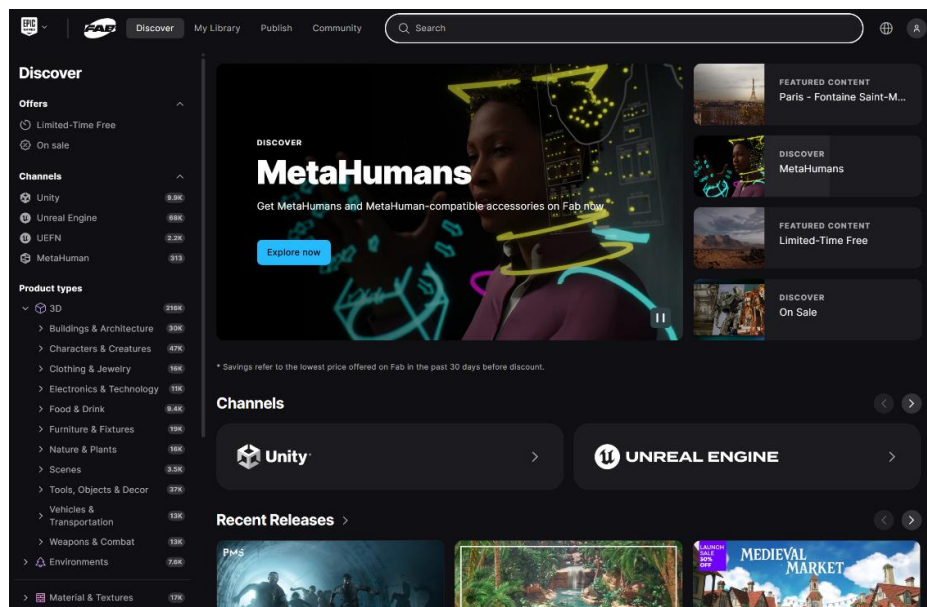 EPIC GAMES
FAB
Discover
My Library
Publish
Community
Search
Discover
Offers
Limited-Time Free
On sale
Channels
Unity 9.9K
Unreal Engine 68K
UEFN 2.2K
MetaHuman 313
Product types
3D 216K
Buildings & Architecture 30K
Characters & Creatures 47K
Clothing & Jewelry 16K
Electronics & Technology 11K
Food & Drink 9.4K
Furniture & Fixtures 19K
Nature & Plants 16K
Scenes 3.5K
Tools, Objects & Decor 37K
Vehicles &
Transportation 13K
Weapons & Combat 13K
Environments 7.6K
Material & Textures 17K
DISCOVER
MetaHumans
Get MetaHumans and MetaHuman-compatible accessories on Fab now.
Explore now
FEATURED CONTENT
Paris - Fontaine Saint-M...
DISCOVER
MetaHumans
FEATURED CONTENT
Limited-Time Free
DISCOVER
On Sale
* Savings refer to the lowest price offered on Fab in the past 30 days before discount.
Channels
Unity
UNREAL ENGINE
Recent Releases
PMS
LAUNCH
SALE
30%
OFF
MEDIEVAL
MARKET